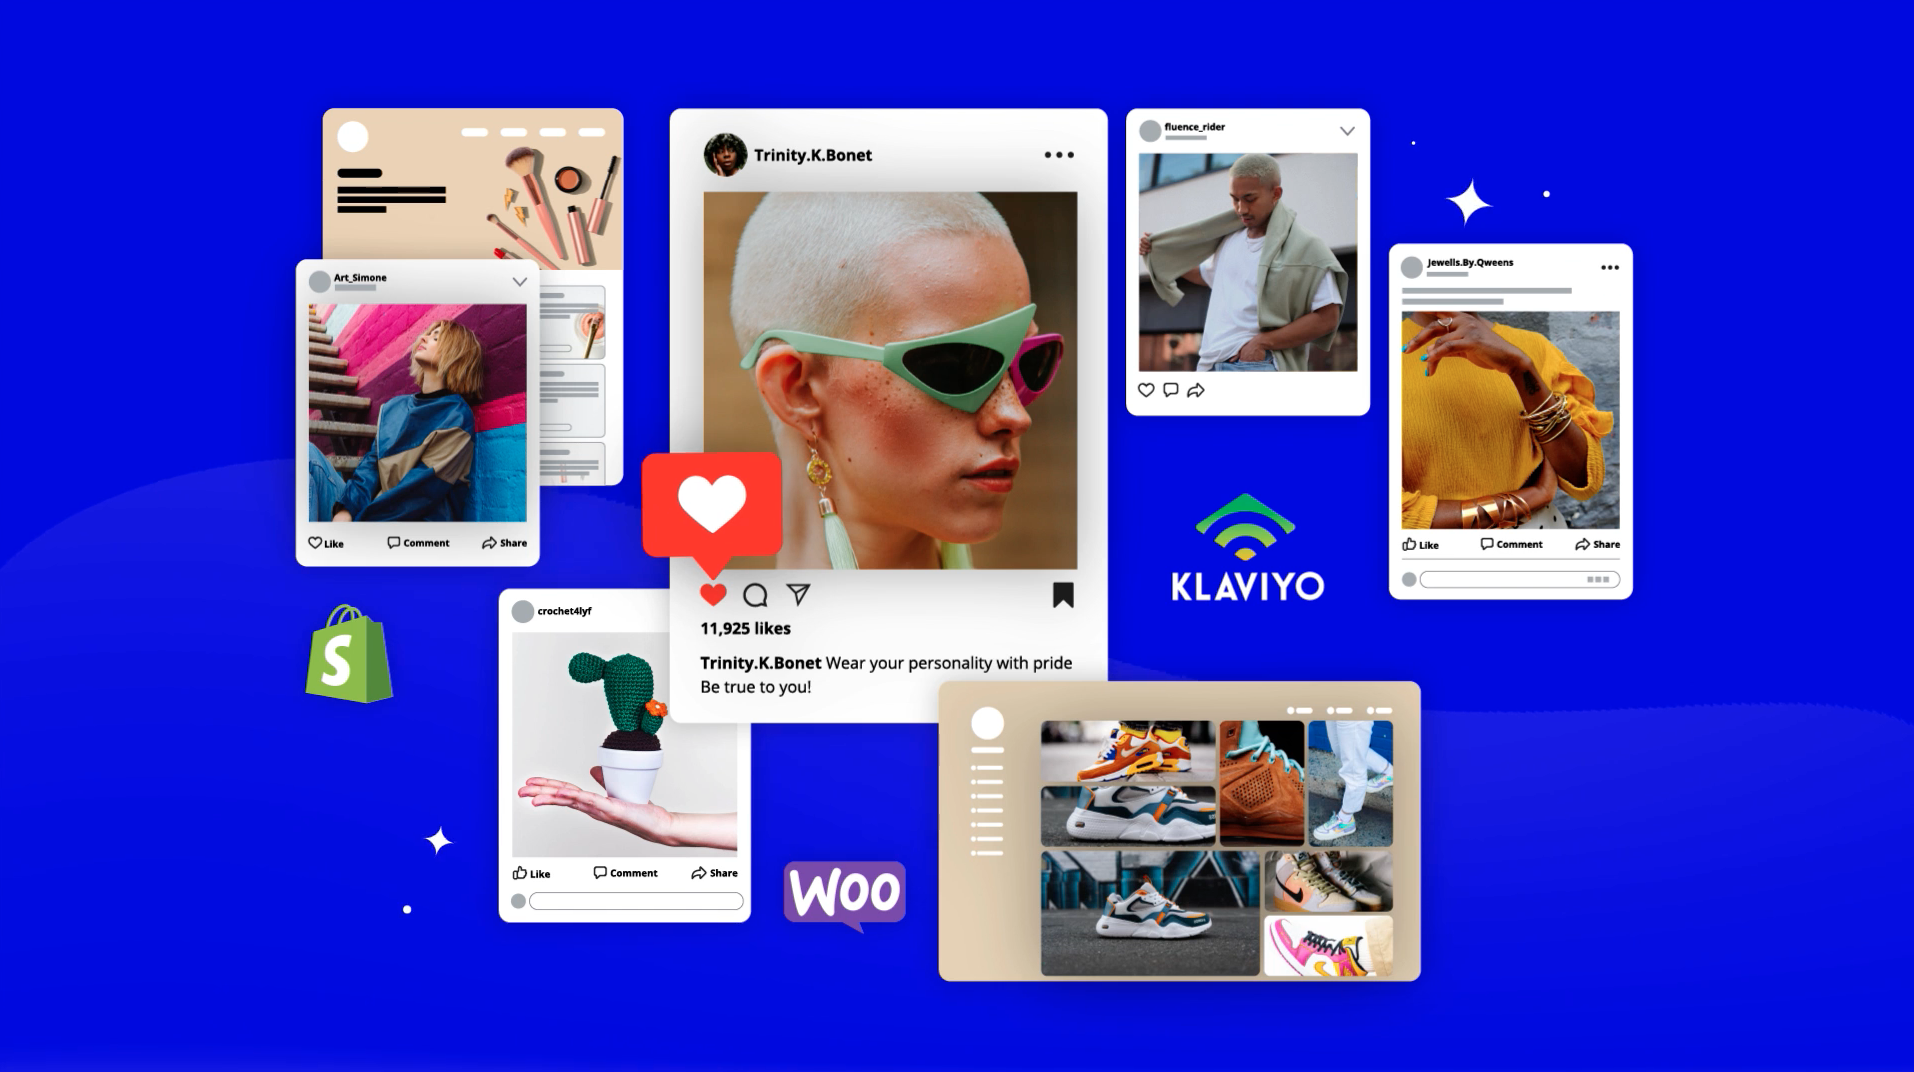 Trinity.K.Bonet
fluence_rider
Jewells.By.Qweens
Art_Simone
Like
Comment
Share
11,925 likes
Trinity.K.Bonet Wear your personality with pride
Be true to you!
KLAVIYO
Like
Comment
Share
S
crochet4lyf
Like
Comment
Share
WOO